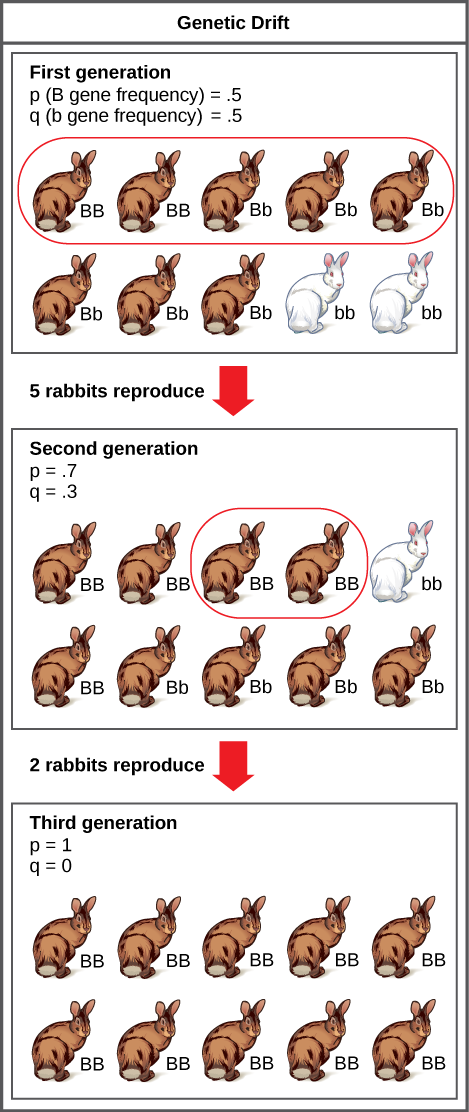 Genetic Drift
First generation
p (B gene frequency) = .5
q (b gene frequency) = .5
BB BB Bb Bb Bb
Bb Bb Bb bb bb
5 rabbits reproduce
Second generation
p = .7
q = .3
BB BB BB BB bb
BB Bb Bb Bb Bb
2 rabbits reproduce
Third generation
p = 1
q = 0
BB BB BB BB BB
BB BB BB BB BB